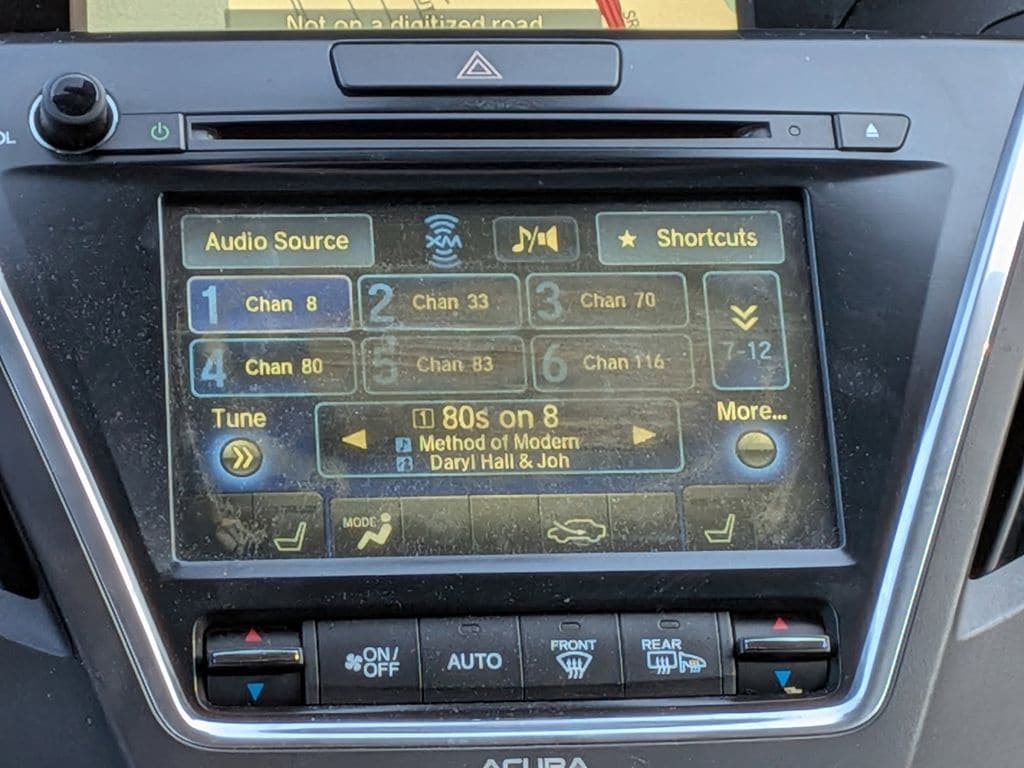 Not on a digitized road
SR
OL
Audio Source
XM
★ Shortcuts
1 Chan 8
2 Chan 33
3 Chan 70
4 Chan 80
5 Chan 83
6 Chan 116
7-12
Tune
1 80s on 8
Method of Modern
Daryl Hall & Joh
More...
MODE
ON/
OFF
AUTO
FRONT
REAR
ACURA